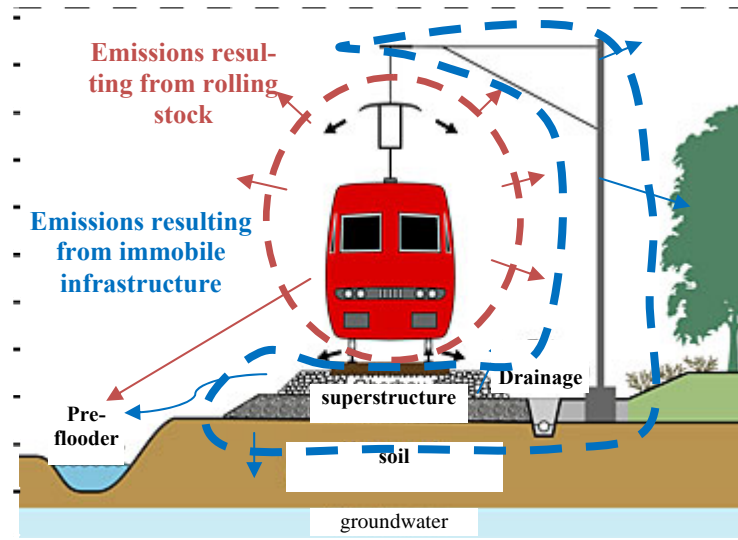 Emissions resul-
ting from rolling
stock
Emissions resulting
from immobile
infrastructure
Drainage
superstructure
Pre-
flooder
soil
groundwater